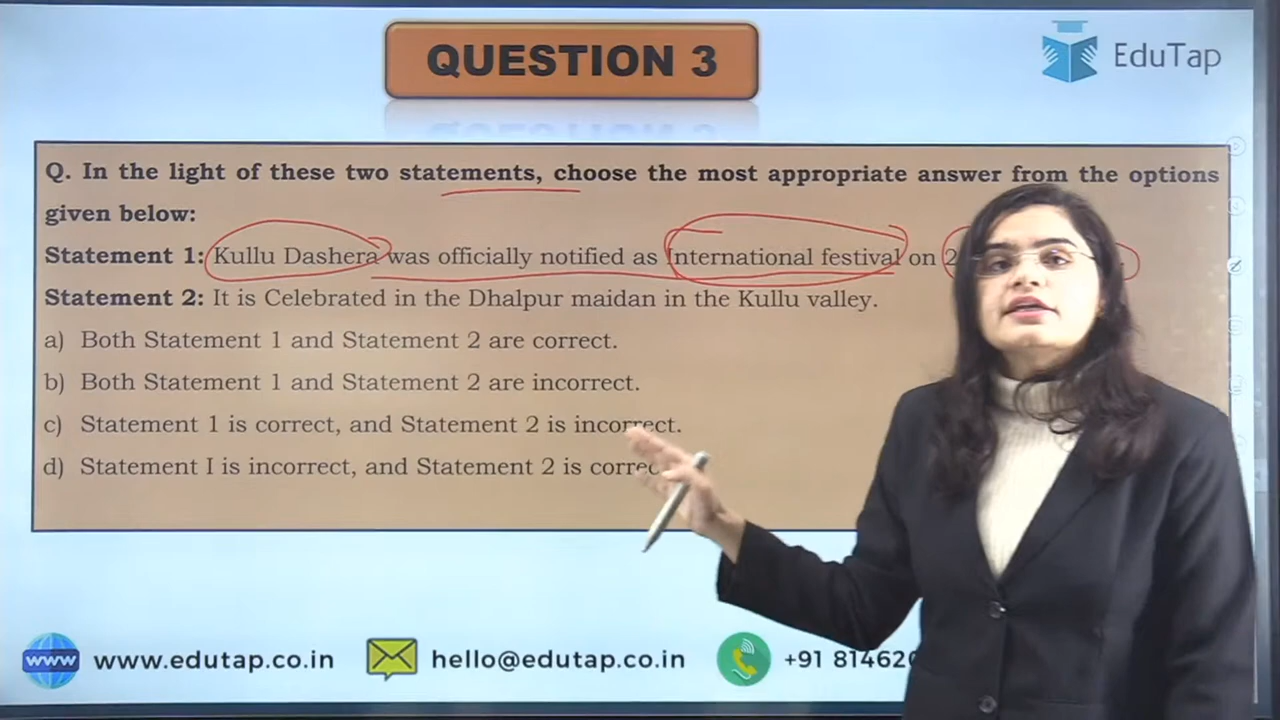 QUESTION 3
EduTap
Q. In the light of these two statements, choose the most appropriate answer from the options
given below:
Statement 1: Kullu Dashera was officially notified as International festival on 2
Statement 2: It is Celebrated in the Dhalpur maidan in the Kullu valley.
a) Both Statement 1 and Statement 2 are correct.
b) Both Statement 1 and Statement 2 are incorrect.
c) Statement 1 is correct, and Statement 2 is incorrect.
d) Statement I is incorrect, and Statement 2 is
www www.edutap.co.in hello@edutap.co.in +91 81462